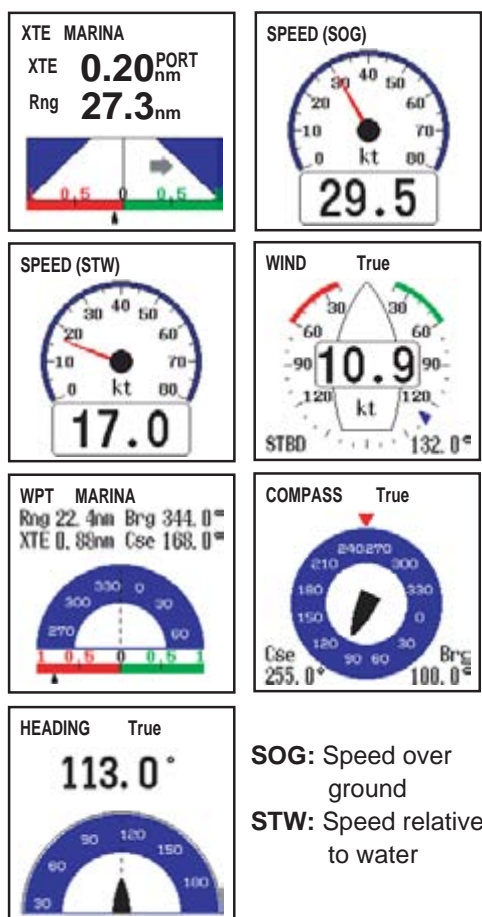 XTE MARINA
XTE 0.20 PORT nm
Rng 27.3 nm
1 0.5 0 0.5 1
SPEED (SOG)
0 10 20 30 40 50 60 70 80
kt
29.5
SPEED (STW)
0 10 20 30 40 50 60 70 80
kt
17.0
WIND True
30 30
60 60
90 10.9 90
120 kt 120
STBD 132.0°
WPT MARINA
Rng 22.4nm Brg 344.0°
XTE 0.88nm Cse 168.0°
270 300 330 0 30 60
1 0.5 0 0.5 1
COMPASS True
240 270
210 300
180 330
150 0
120 90 60 30
Cse Brg
255.0° 100.0°
HEADING True
113.0°
30 60 90 120 150 180
SOG: Speed over
ground
STW: Speed relative
to water